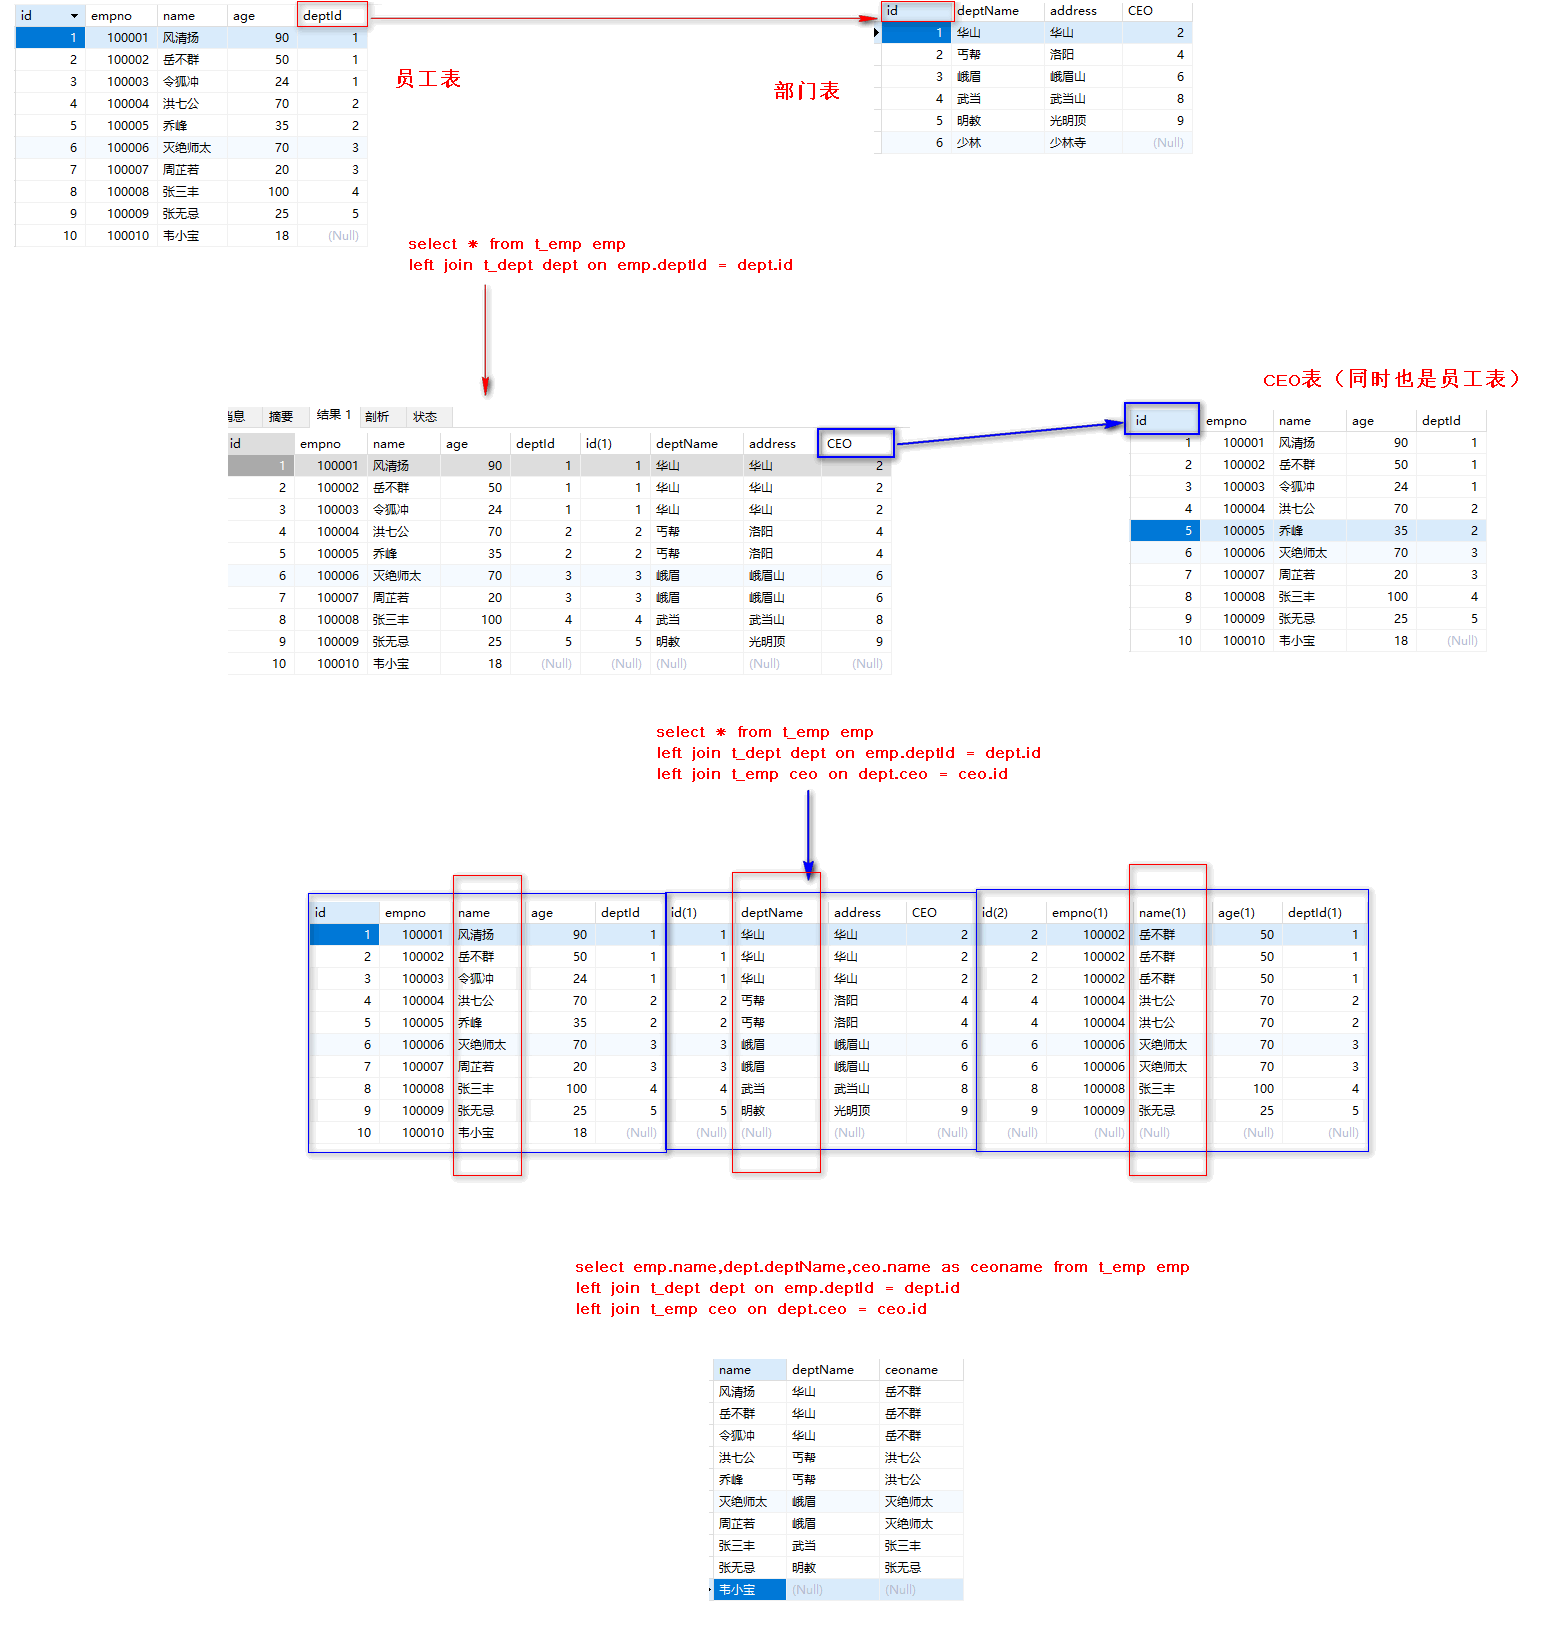 id empno name age deptId
1 100001 风清扬 90 1
2 100002 岳不群 50 1
3 100003 令狐冲 24 1
4 100004 洪七公 70 2
5 100005 乔峰 35 2
6 100006 灭绝师太 70 3
7 100007 周芷若 20 3
8 100008 张三丰 100 4
9 100009 张无忌 25 5
10 100010 韦小宝 18 (Null)
员工表
id deptName address CEO
1 华山 华山 2
2 丐帮 洛阳 4
3 峨眉 峨眉山 6
4 武当 武当山 8
5 明教 光明顶 9
6 少林 少林寺 (Null)
部门表
select * from t_emp emp
left join t_dept dept on emp.deptId = dept.id
息 摘要 结果 1 剖析 状态
id empno name age deptId id(1) deptName address CEO
1 100001 风清扬 90 1 1 华山 华山 2
2 100002 岳不群 50 1 1 华山 华山 2
3 100003 令狐冲 24 1 1 华山 华山 2
4 100004 洪七公 70 2 2 丐帮 洛阳 4
5 100005 乔峰 35 2 2 丐帮 洛阳 4
6 100006 灭绝师太 70 3 3 峨眉 峨眉山 6
7 100007 周芷若 20 3 3 峨眉 峨眉山 6
8 100008 张三丰 100 4 4 武当 武当山 8
9 100009 张无忌 25 5 5 明教 光明顶 9
10 100010 韦小宝 18 (Null) (Null) (Null) (Null) (Null)
CEO表（同时也是员工表）
id empno name age deptId
1 100001 风清扬 90 1
2 100002 岳不群 50 1
3 100003 令狐冲 24 1
4 100004 洪七公 70 2
5 100005 乔峰 35 2
6 100006 灭绝师太 70 3
7 100007 周芷若 20 3
8 100008 张三丰 100 4
9 100009 张无忌 25 5
10 100010 韦小宝 18 (Null)
select * from t_emp emp
left join t_dept dept on emp.deptId = dept.id
left join t_emp ceo on dept.ceo = ceo.id
id empno name age deptId id(1) deptName address CEO id(2) empno(1) name(1) age(1) deptId(1)
1 100001 风清扬 90 1 1 华山 华山 2 2 100002 岳不群 50 1
2 100002 岳不群 50 1 1 华山 华山 2 2 100002 岳不群 50 1
3 100003 令狐冲 24 1 1 华山 华山 2 2 100002 岳不群 50 1
4 100004 洪七公 70 2 2 丐帮 洛阳 4 4 100004 洪七公 70 2
5 100005 乔峰 35 2 2 丐帮 洛阳 4 4 100004 洪七公 70 2
6 100006 灭绝师太 70 3 3 峨眉 峨眉山 6 6 100006 灭绝师太 70 3
7 100007 周芷若 20 3 3 峨眉 峨眉山 6 6 100006 灭绝师太 70 3
8 100008 张三丰 100 4 4 武当 武当山 8 8 100008 张三丰 100 4
9 100009 张无忌 25 5 5 明教 光明顶 9 9 100009 张无忌 25 5
10 100010 韦小宝 18 (Null) (Null) (Null) (Null) (Null) (Null) (Null) (Null) (Null) (Null)
select emp.name,dept.deptName,ceo.name as ceoname from t_emp emp
left join t_dept dept on emp.deptId = dept.id
left join t_emp ceo on dept.ceo = ceo.id
name deptName ceoname
风清扬 华山 岳不群
岳不群 华山 岳不群
令狐冲 华山 岳不群
洪七公 丐帮 洪七公
乔峰 丐帮 洪七公
灭绝师太 峨眉 灭绝师太
周芷若 峨眉 灭绝师太
张三丰 武当 张三丰
张无忌 明教 张无忌
韦小宝 (Null) (Null)